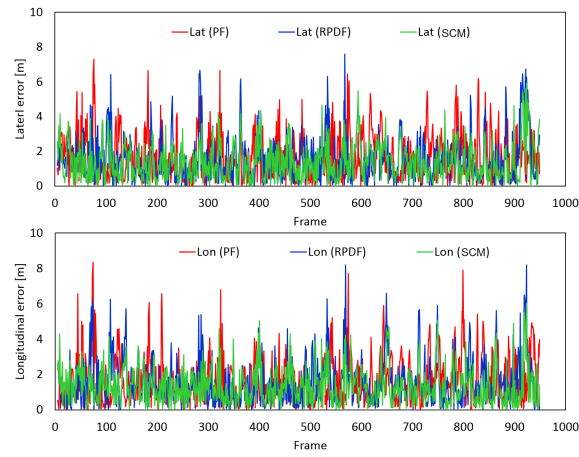 10
8
6
4
2
0
Laterl error [m]
Lat (PF) Lat (RPDF) Lat (SCM)
0 100 200 300 400 500 600 700 800 900 1000
Frame
10
8
6
4
2
0
Longitudinal error [m]
Lon (PF) Lon (RPDF) Lon (SCM)
0 100 200 300 400 500 600 700 800 900 1000
Frame